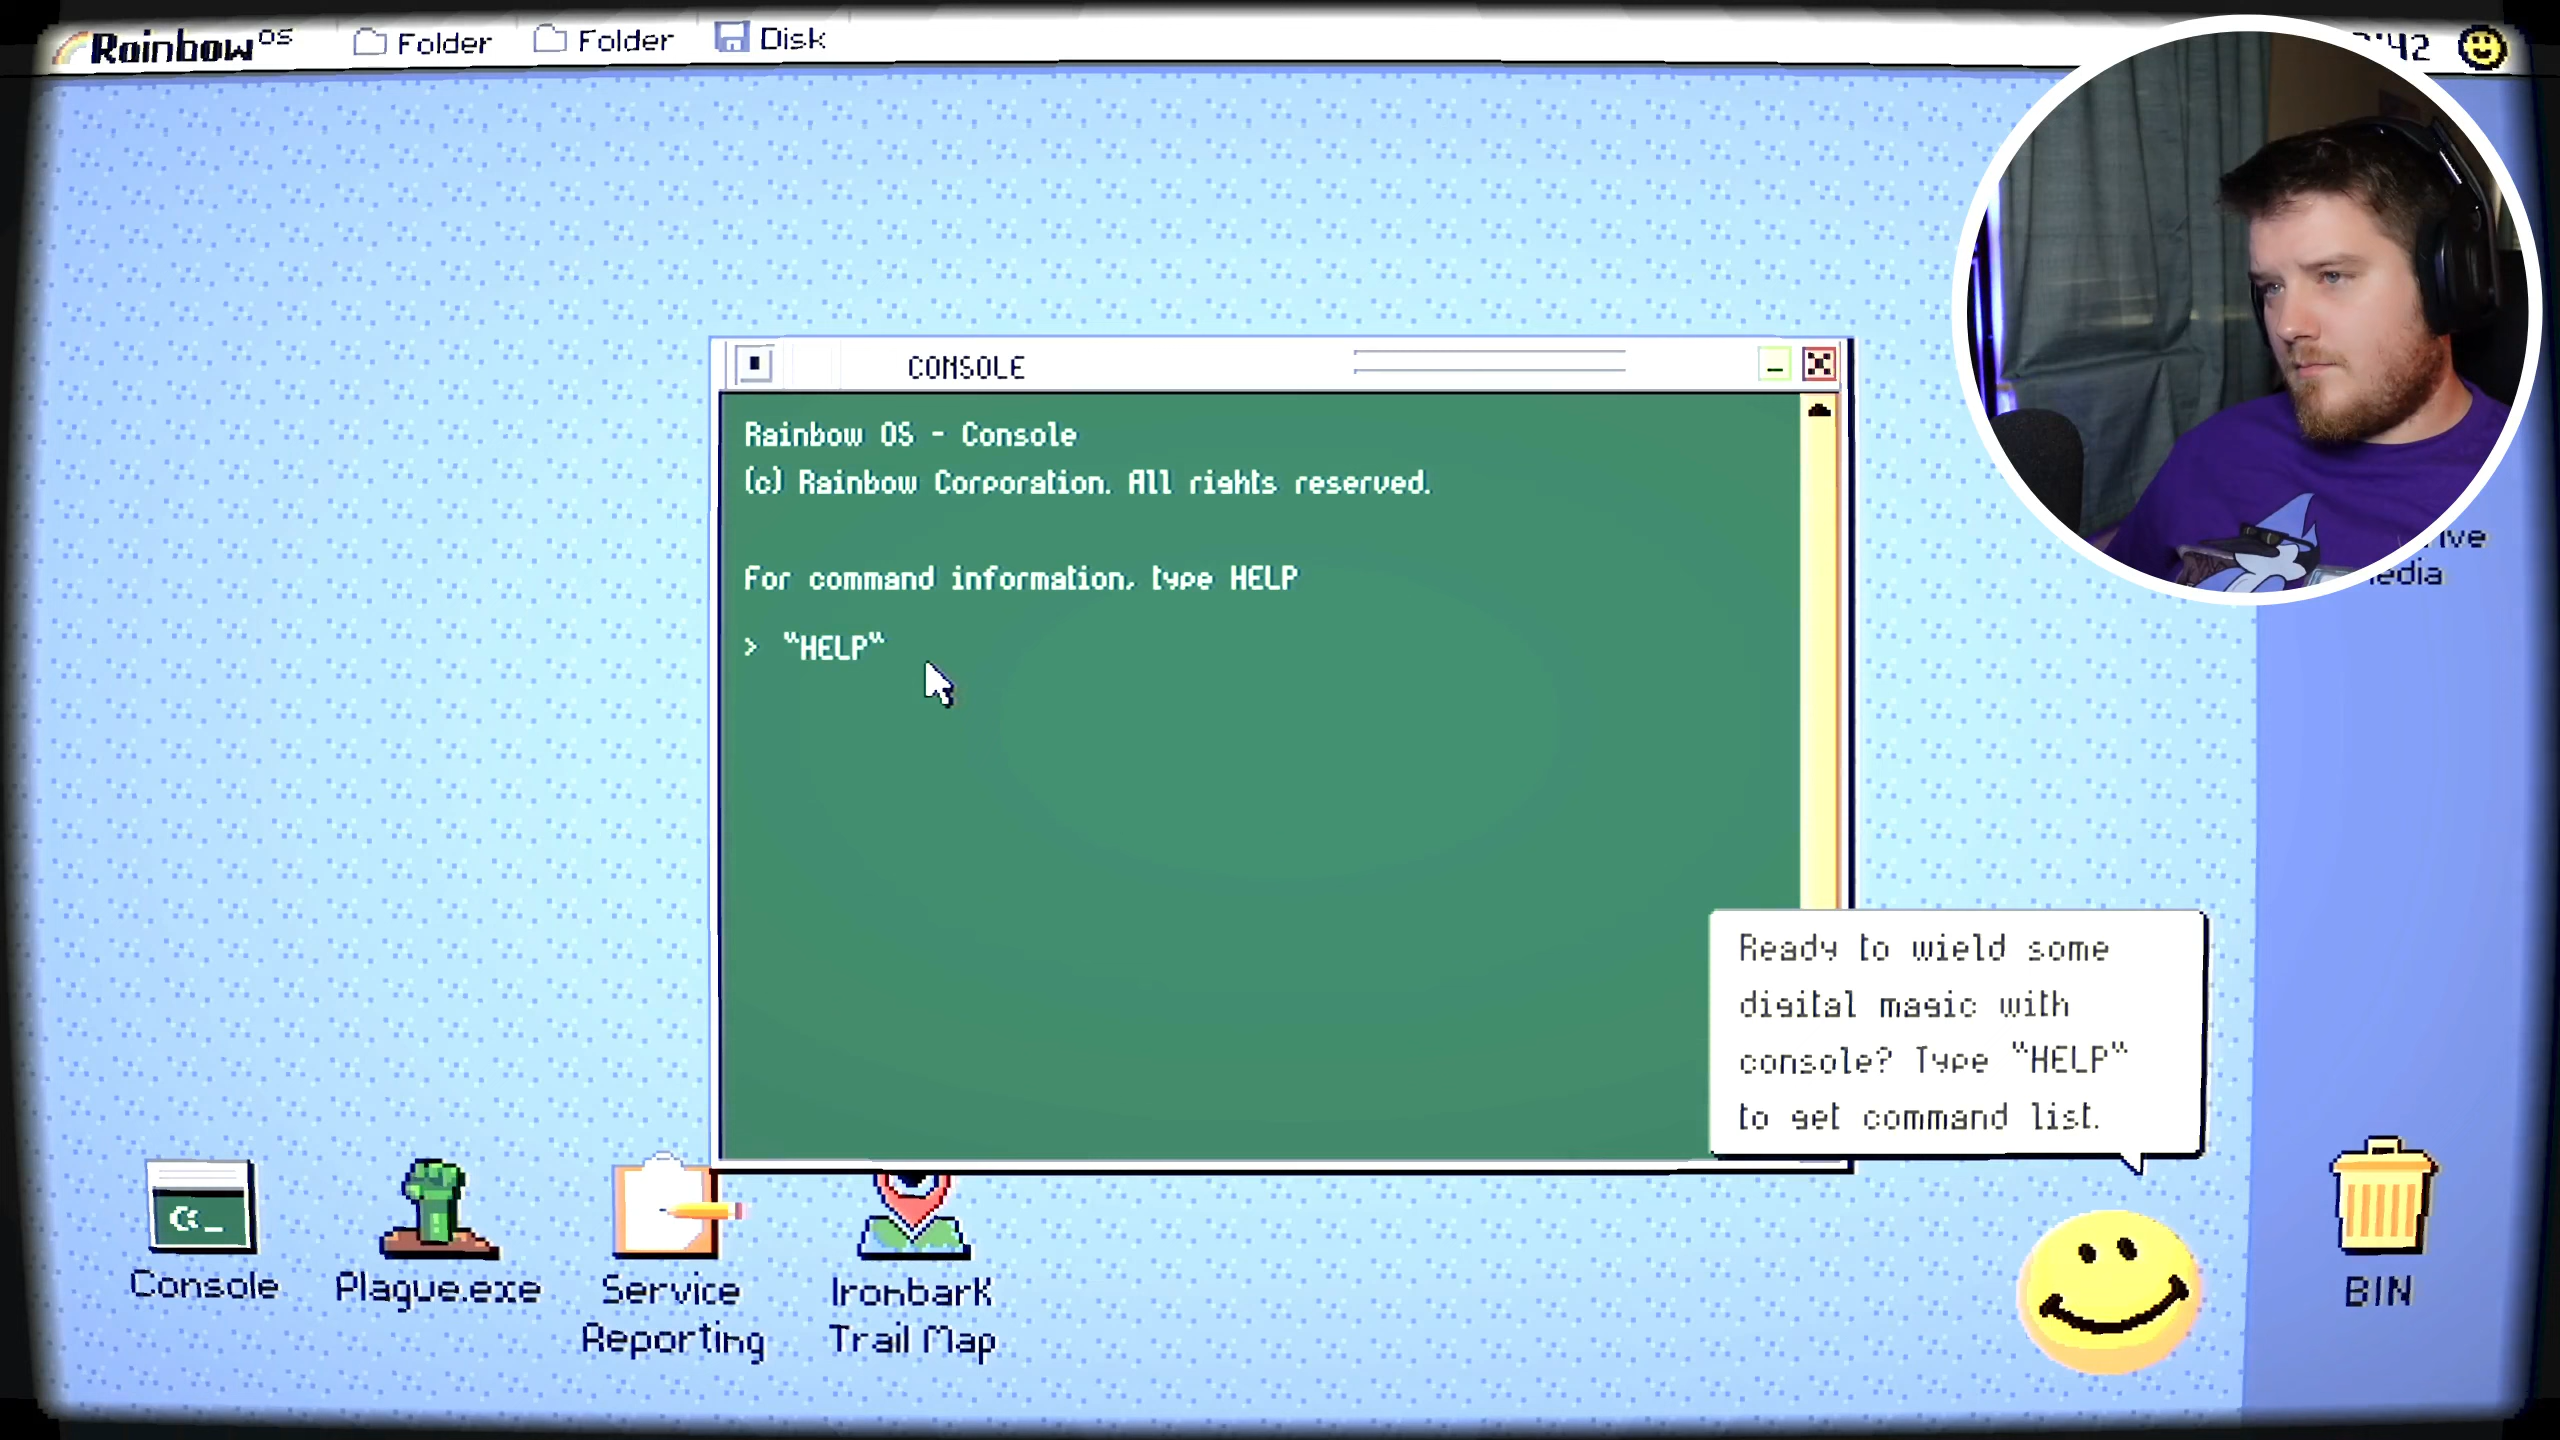 Rainbow OS
Folder
Folder
Disk
:42
CONSOLE
Rainbow OS - Console
(c) Rainbow Corporation. All rights reserved.
For command information, type HELP
> "HELP"
Ready to wield some
digital magic with
console? Type "HELP"
to get command list.
Console
Plague.exe
Service
Reporting
Ironbark
Trail Map
BIN